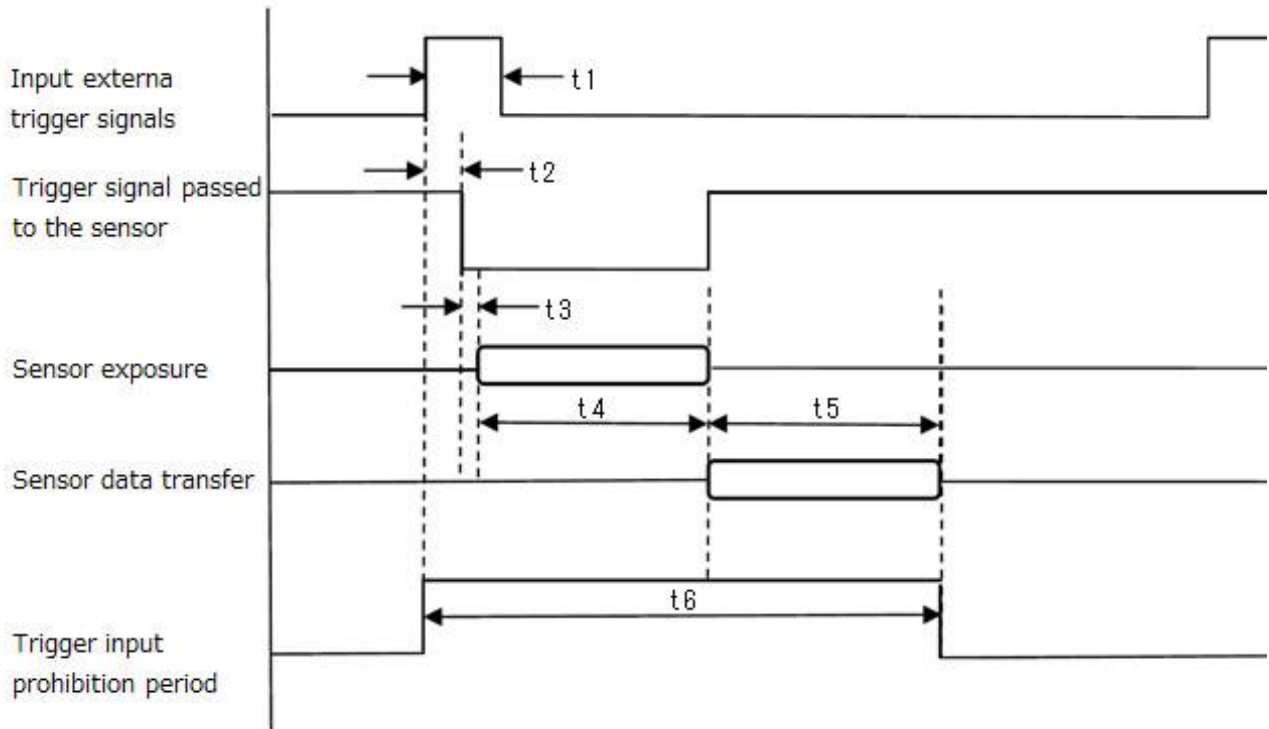 Input externa
trigger signals
t1
Trigger signal passed
to the sensor
t2
t3
Sensor exposure
t4
t5
Sensor data transfer
t6
Trigger input
prohibition period